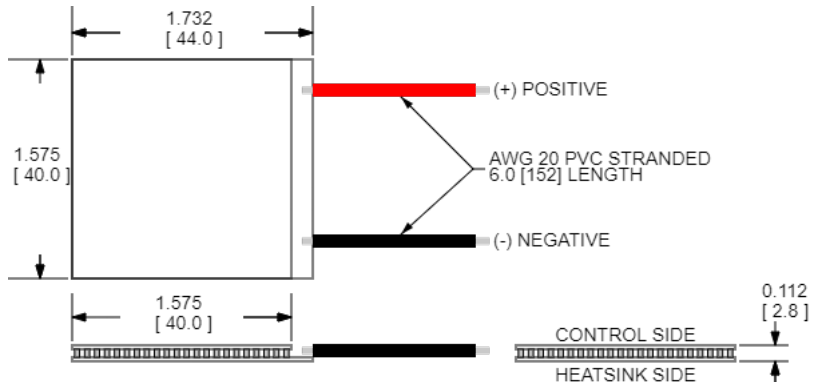 1.732
[ 44.0 ]
(+) POSITIVE
1.575
[ 40.0 ]
AWG 20 PVC STRANDED
6.0 [152] LENGTH
(-) NEGATIVE
1.575
[ 40.0 ]
0.112
[ 2.8 ]
CONTROL SIDE
HEATSINK SIDE